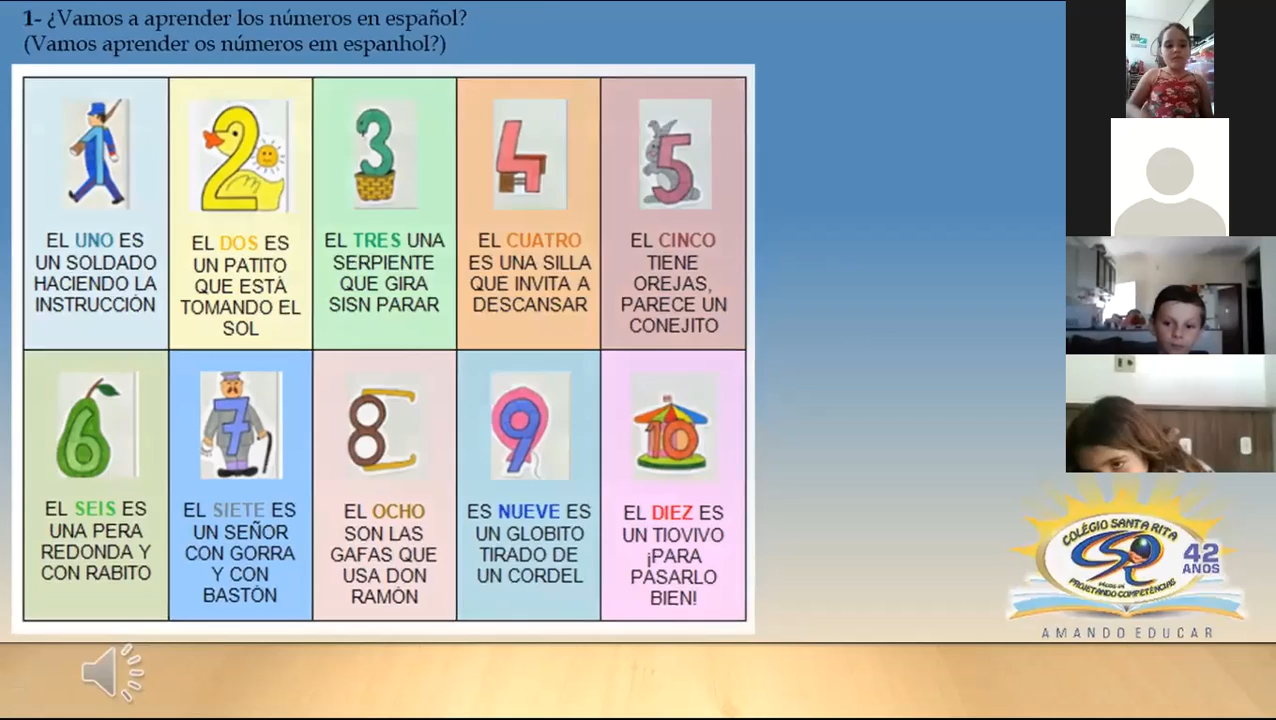 1- ¿Vamos a aprender los números en español?
(Vamos aprender os números em espanhol?)
EL UNO ES
UN SOLDADO
HACIENDO LA
INSTRUCCIÓN
EL DOS ES
UN PATITO
QUE ESTÁ
TOMANDO EL
SOL
EL TRES UNA
SERPIENTE
QUE GIRA
SISN PARAR
EL CUATRO
ES UNA SILLA
QUE INVITA A
DESCANSAR
EL CINCO
TIENE
OREJAS,
PARECE UN
CONEJITO
6
7
8
9
10
EL SEIS ES
UNA PERA
REDONDA Y
CON RABITO
EL SIETE ES
UN SEÑOR
CON GORRA
Y CON
BASTÓN
EL OCHO
SON LAS
GAFAS QUE
USA DON
RAMÓN
ES NUEVE ES
UN GLOBITO
TIRADO DE
UN CORDEL
EL DIEZ ES
UN TIOVIVO
¡PARA
PASARLO
BIEN!
COLÉGIO SANTA RITA
42
ANOS
PROJETANDO COMPETÊNCIAS
AMANDO EDUCAR